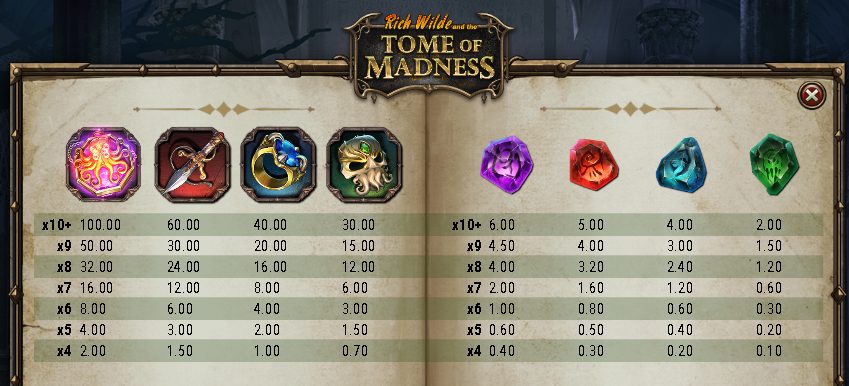 Rich Wilde and the
TOME OF
MADNESS
x10+ 100.00 60.00 40.00 30.00
x9 50.00 30.00 20.00 15.00
x8 32.00 24.00 16.00 12.00
x7 16.00 12.00 8.00 6.00
x6 8.00 6.00 4.00 3.00
x5 4.00 3.00 2.00 1.50
x4 2.00 1.50 1.00 0.70
x10+ 6.00 5.00 4.00 2.00
x9 4.50 4.00 3.00 1.50
x8 4.00 3.20 2.40 1.20
x7 2.00 1.60 1.20 0.60
x6 1.00 0.80 0.60 0.30
x5 0.60 0.50 0.40 0.20
x4 0.40 0.30 0.20 0.10